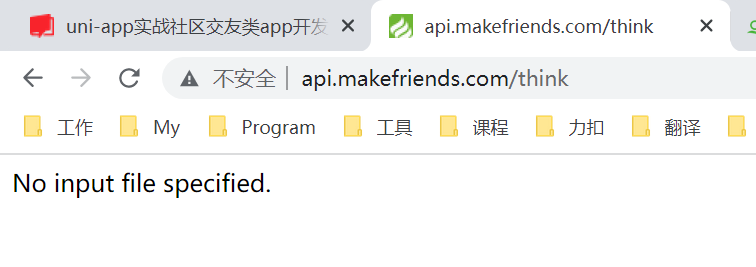 uni-app实战社区交友类app开发 api.makefriends.com/think
不安全 api.makefriends.com/think
工作 My Program 工具 课程 力扣 翻译
No input file specified.